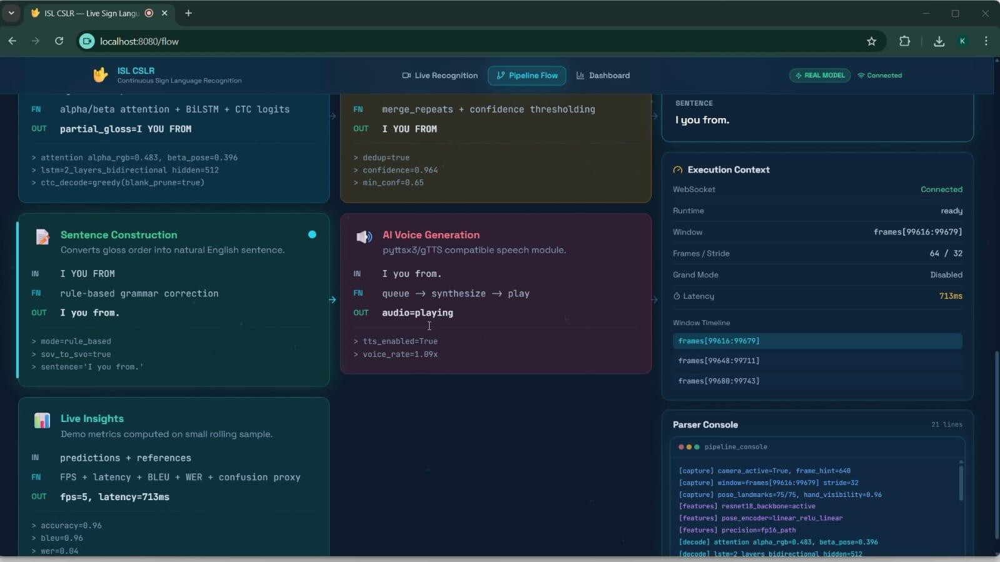 ISL CSLR — Live Sign Langu
localhost:8080/flow
K
ISL CSLR
Continuous Sign Language Recognition
Live Recognition
Pipeline Flow
Dashboard
REAL MODEL
Connected
FN alpha/beta attention + BiLSTM + CTC logits
OUT partial_gloss=I YOU FROM
> attention alpha_rgb=0.483, beta_pose=0.396
> lstm=2_layers_bidirectional hidden=512
> ctc_decode=greedy(blank_prune=true)
FN merge_repeats + confidence thresholding
OUT I YOU FROM
> dedup=true
> confidence=0.964
> min_conf=0.65
SENTENCE
I you from.
Sentence Construction
Converts gloss order into natural English sentence.
IN I YOU FROM
FN rule-based grammar correction
OUT I you from.
> mode=rule_based
> sov_to_svo=true
> sentence='I you from.'
AI Voice Generation
pyttsx3/gTTS compatible speech module.
IN I you from.
FN queue → synthesize → play
OUT audio=playing
> tts_enabled=True
> voice_rate=1.09x
Execution Context
WebSocket Connected
Runtime ready
Window frames[99616:99679]
Frames / Stride 64 / 32
Grand Mode Disabled
Latency 713ms
Window Timeline
frames[99616:99679]
frames[99648:99711]
frames[99680:99743]
Live Insights
Demo metrics computed on small rolling sample.
IN predictions + references
FN FPS + latency + BLEU + WER + confusion proxy
OUT fps=5, latency=713ms
> accuracy=0.96
> bleu=0.96
> wer=0.04
Parser Console 21 lines
pipeline_console
[capture] camera_active=True, frame_hint=640
[capture] window=frames[99616:99679] stride=32
[capture] pose_landmarks=75/75, hand_visibility=0.96
[features] resnet18_backbone=active
[features] pose_encoder=linear_relu_linear
[features] precision=fp16_path
[decode] attention alpha_rgb=0.483, beta_pose=0.396
[decode] lstm=2_layers_bidirectional hidden=512